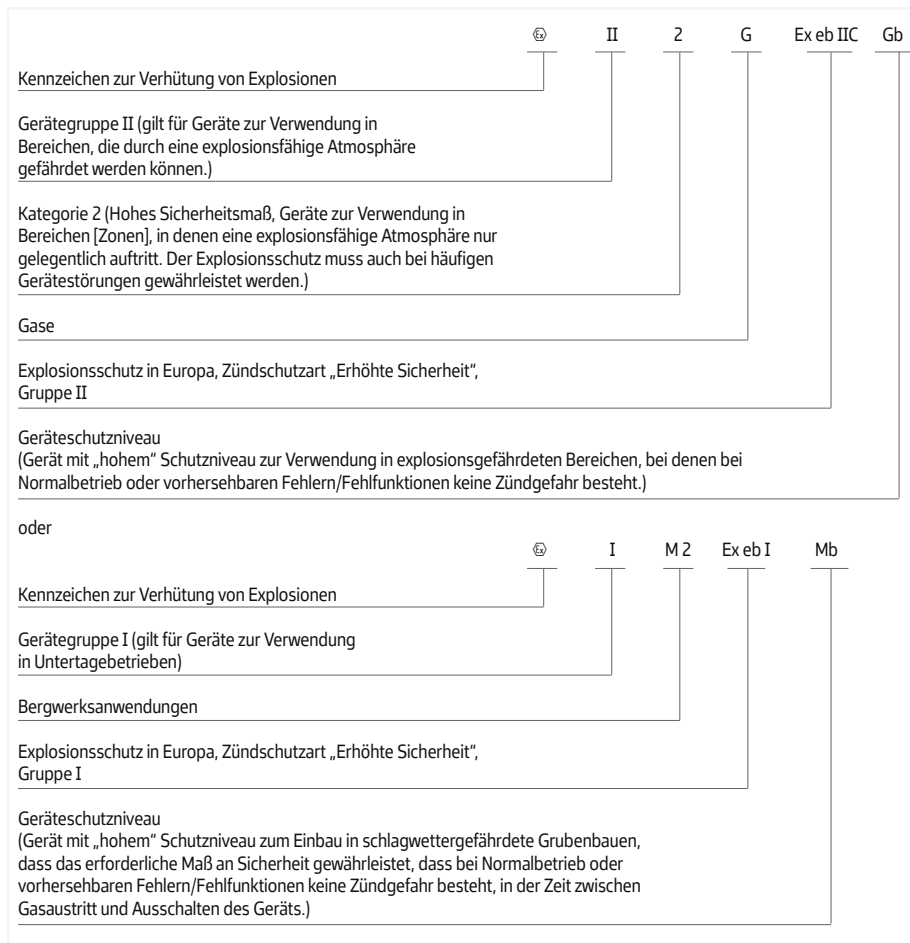 Ex II 2 G Ex eb IIC Gb
Kennzeichen zur Verhütung von Explosionen
Gerätegruppe II (gilt für Geräte zur Verwendung in
Bereichen, die durch eine explosionsfähige Atmosphäre
gefährdet werden können.)
Kategorie 2 (Hohes Sicherheitsmaß, Geräte zur Verwendung in
Bereichen [Zonen], in denen eine explosionsfähige Atmosphäre nur
gelegentlich auftritt. Der Explosionsschutz muss auch bei häufigen
Gerätestörungen gewährleistet werden.)
Gase
Explosionsschutz in Europa, Zündschutzart „Erhöhte Sicherheit“,
Gruppe II
Geräteschutzniveau
(Gerät mit „hohem“ Schutzniveau zur Verwendung in explosionsgefährdeten Bereichen, bei denen bei
Normalbetrieb oder vorhersehbaren Fehlern/Fehlfunktionen keine Zündgefahr besteht.)
oder
Ex I M 2 Ex eb I Mb
Kennzeichen zur Verhütung von Explosionen
Gerätegruppe I (gilt für Geräte zur Verwendung
in Untertagebetrieben)
Bergwerksanwendungen
Explosionsschutz in Europa, Zündschutzart „Erhöhte Sicherheit“,
Gruppe I
Geräteschutzniveau
(Gerät mit „hohem“ Schutzniveau zum Einbau in schlagwettergefährdete Grubenbauen,
dass das erforderliche Maß an Sicherheit gewährleistet, dass bei Normalbetrieb oder
vorhersehbaren Fehlern/Fehlfunktionen keine Zündgefahr besteht, in der Zeit zwischen
Gasaustritt und Ausschalten des Geräts.)